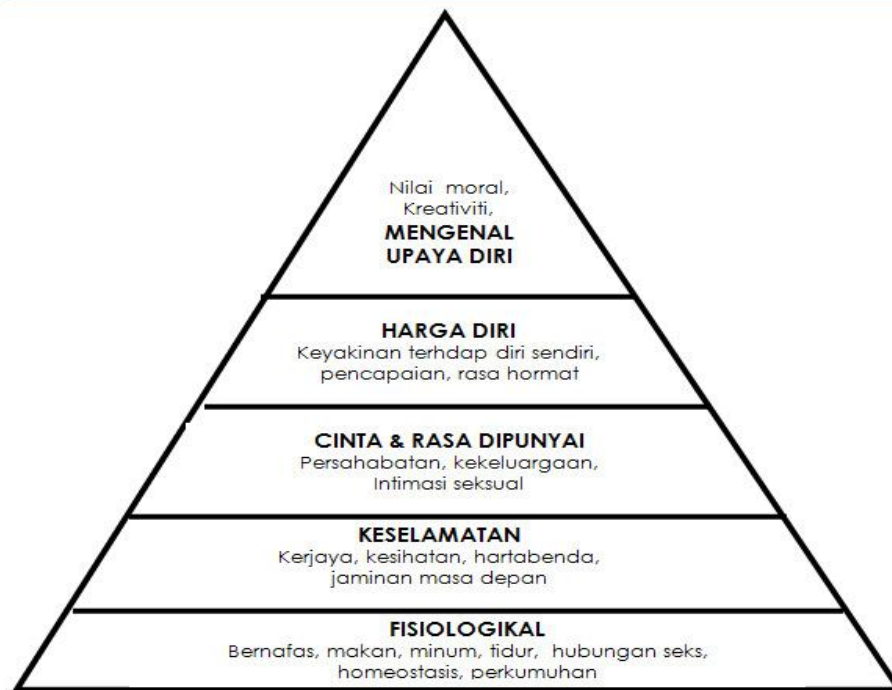 Nilai moral,
Kreativiti,
MENGENAL
UPAYA DIRI
HARGA DIRI
Keyakinan terhdap diri sendiri,
pencapaian, rasa hormat
CINTA & RASA DIPUNYAI
Persahabatan, kekeluargaan,
Intimasi seksual
KESELAMATAN
Kerjaya, kesihatan, hartabenda,
jaminan masa depan
FISIOLOGIKAL
Bernafas, makan, minum, tidur, hubungan seks,
homeostasis, perkumuhan